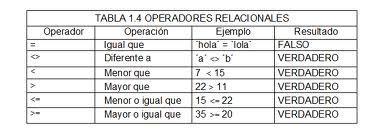 TABLA 1.4 OPERADORES RELACIONALES
Operador Operación Ejemplo Resultado
= Igual que ´hola´ = ´lola´ FALSO
<> Diferente a ´a´ <> ´b´ VERDADERO
< Menor que 7 < 15 VERDADERO
> Mayor que 22 > 11 VERDADERO
<= Menor o igual que 15 <= 22 VERDADERO
>= Mayor o igual que 35 >= 20 VERDADERO